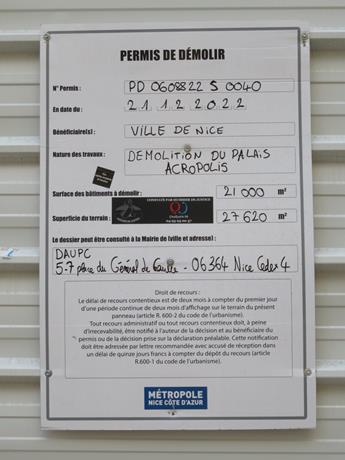 PERMIS DE DÉMOLIR
N° Permis : PD 0608822 S 0040
En date du : 21 12 2022
Bénéficiaire(s) : VILLE DE NICE
Nature des travaux : DEMOLITION DU PALAIS
ACROPOLIS
Surface des bâtiments à démolir : 21 000 m²
CONSTATÉ PAR HUISSIER DE JUSTICE
Superficie du terrain : 27 620 m²
Le dossier peut être consulté à la Mairie de (ville et adresse) :
DAUPC
5-7 place du Général de Gaulle - 06364 Nice Cedex 4
Droit de recours :
Le délai de recours contentieux est de deux mois à compter du premier jour
d'une période continue de deux mois d'affichage sur le terrain du présent
panneau (article R. 600-2 du code de l'urbanisme).
Tout recours administratif ou tout recours contentieux doit, à peine
d'irrecevabilité, être notifié à l'auteur de la décision et au bénéficiaire du
permis ou de la décision prise sur la déclaration préalable. Cette notification
doit être adressée par lettre recommandée avec accusé de réception dans
un délai de quinze jours francs à compter du dépôt du recours (article
R.600-1 du code de l'urbanisme).
MÉTROPOLE
NICE CÔTE D'AZUR